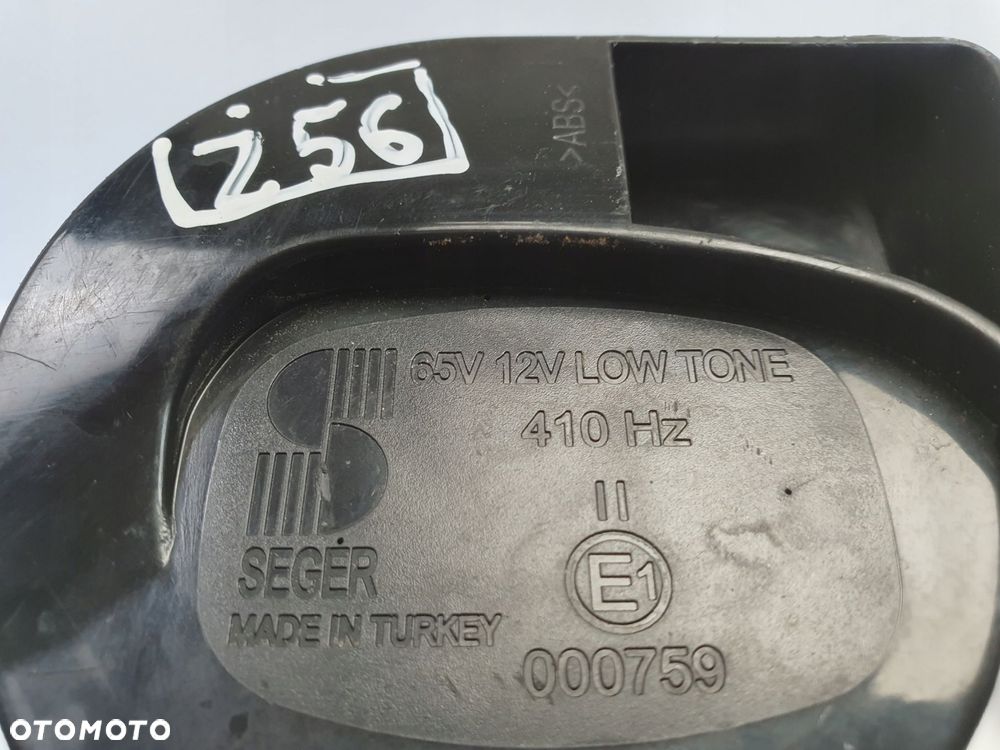 Z56
>ABS<
65V 12V LOW TONE
410 Hz
II
E1
SEGER
MADE IN TURKEY
000759
OTOMOTO